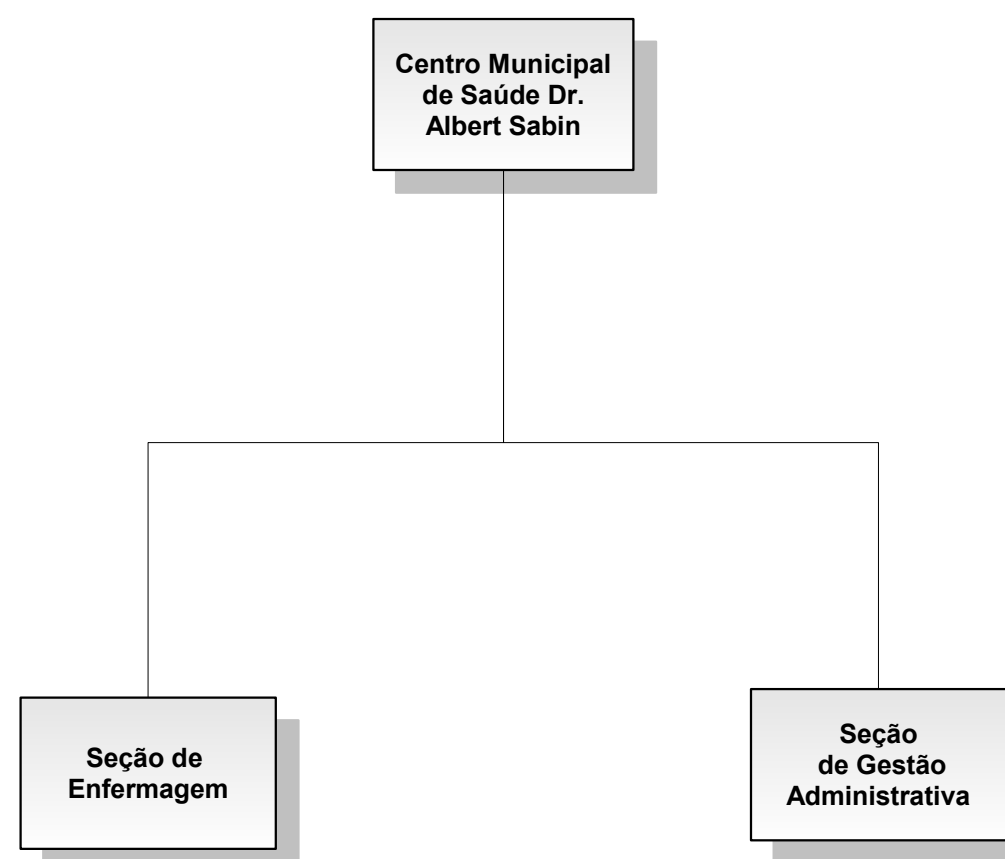 Centro Municipal
de Saúde Dr.
Albert Sabin
Seção de
Enfermagem
Seção
de Gestão
Administrativa